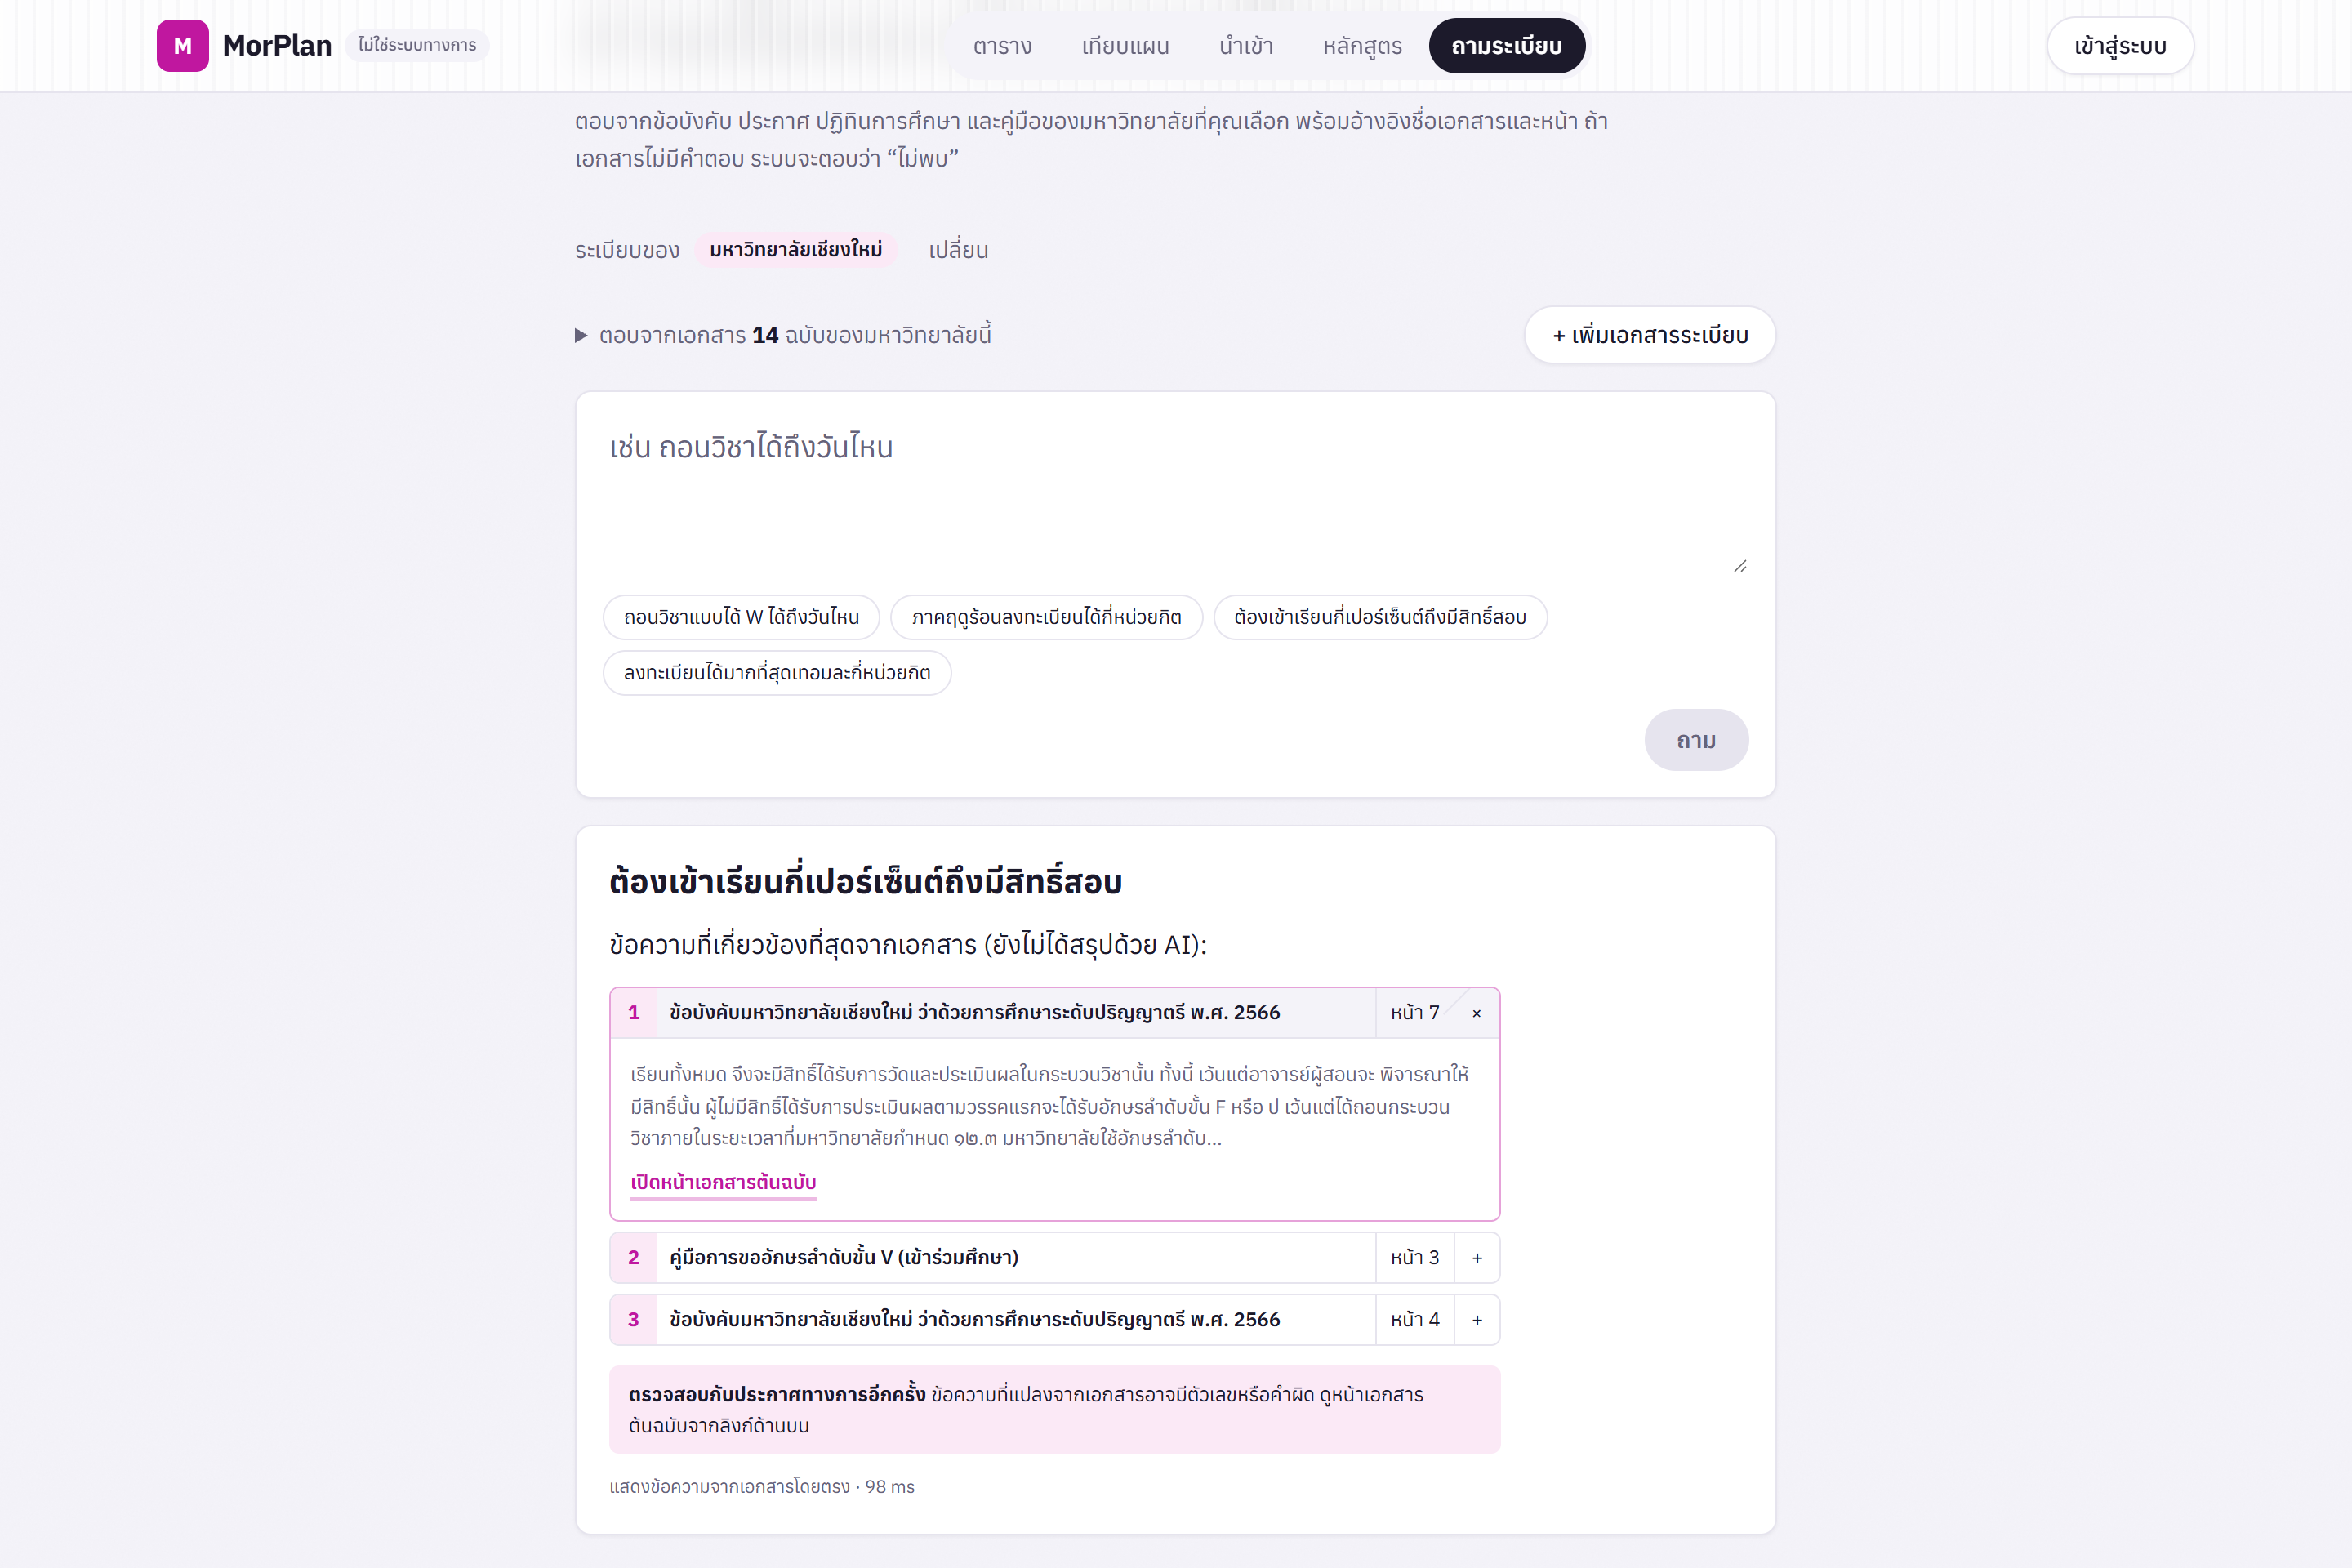 M MorPlan ไม่ใช่ระบบทางการ ตาราง เทียบแผน นำเข้า หลักสูตร ถามระเบียบ เข้าสู่ระบบ
ตอบจากข้อบังคับ ประกาศ ปฏิทินการศึกษา และคู่มือของมหาวิทยาลัยที่คุณเลือก พร้อมอ้างอิงชื่อเอกสารและหน้า ถ้า
เอกสารไม่มีคำตอบ ระบบจะตอบว่า “ไม่พบ”
ระเบียบของ มหาวิทยาลัยเชียงใหม่ เปลี่ยน
▶ ตอบจากเอกสาร 14 ฉบับของมหาวิทยาลัยนี้ + เพิ่มเอกสารระเบียบ
เช่น ถอนวิชาได้ถึงวันไหน
ถอนวิชาแบบได้ W ได้ถึงวันไหน ภาคฤดูร้อนลงทะเบียนได้กี่หน่วยกิต ต้องเข้าเรียนกี่เปอร์เซ็นต์ถึงมีสิทธิ์สอบ
ลงทะเบียนได้มากที่สุดเทอมละกี่หน่วยกิต
ถาม
ต้องเข้าเรียนกี่เปอร์เซ็นต์ถึงมีสิทธิ์สอบ
ข้อความที่เกี่ยวข้องที่สุดจากเอกสาร (ยังไม่ได้สรุปด้วย AI):
1 ข้อบังคับมหาวิทยาลัยเชียงใหม่ ว่าด้วยการศึกษาระดับปริญญาตรี พ.ศ. 2566 หน้า 7 ×
เรียนทั้งหมด จึงจะมีสิทธิ์ได้รับการวัดและประเมินผลในกระบวนวิชานั้น ทั้งนี้ เว้นแต่อาจารย์ผู้สอนจะ พิจารณาให้
มีสิทธิ์นั้น ผู้ไม่มีสิทธิ์ได้รับการประเมินผลตามวรรคแรกจะได้รับอักษรลำดับขั้น F หรือ ป เว้นแต่ได้ถอนกระบวน
วิชาภายในระยะเวลาที่มหาวิทยาลัยกำหนด ๑๒.๓ มหาวิทยาลัยใช้อักษรลำดับ...
เปิดหน้าเอกสารต้นฉบับ
2 คู่มือการขออักษรลำดับขั้น V (เข้าร่วมศึกษา) หน้า 3 +
3 ข้อบังคับมหาวิทยาลัยเชียงใหม่ ว่าด้วยการศึกษาระดับปริญญาตรี พ.ศ. 2566 หน้า 4 +
ตรวจสอบกับประกาศทางการอีกครั้ง ข้อความที่แปลงจากเอกสารอาจมีตัวเลขหรือคำผิด ดูหน้าเอกสาร
ต้นฉบับจากลิงก์ด้านบน
แสดงข้อความจากเอกสารโดยตรง · 98 ms